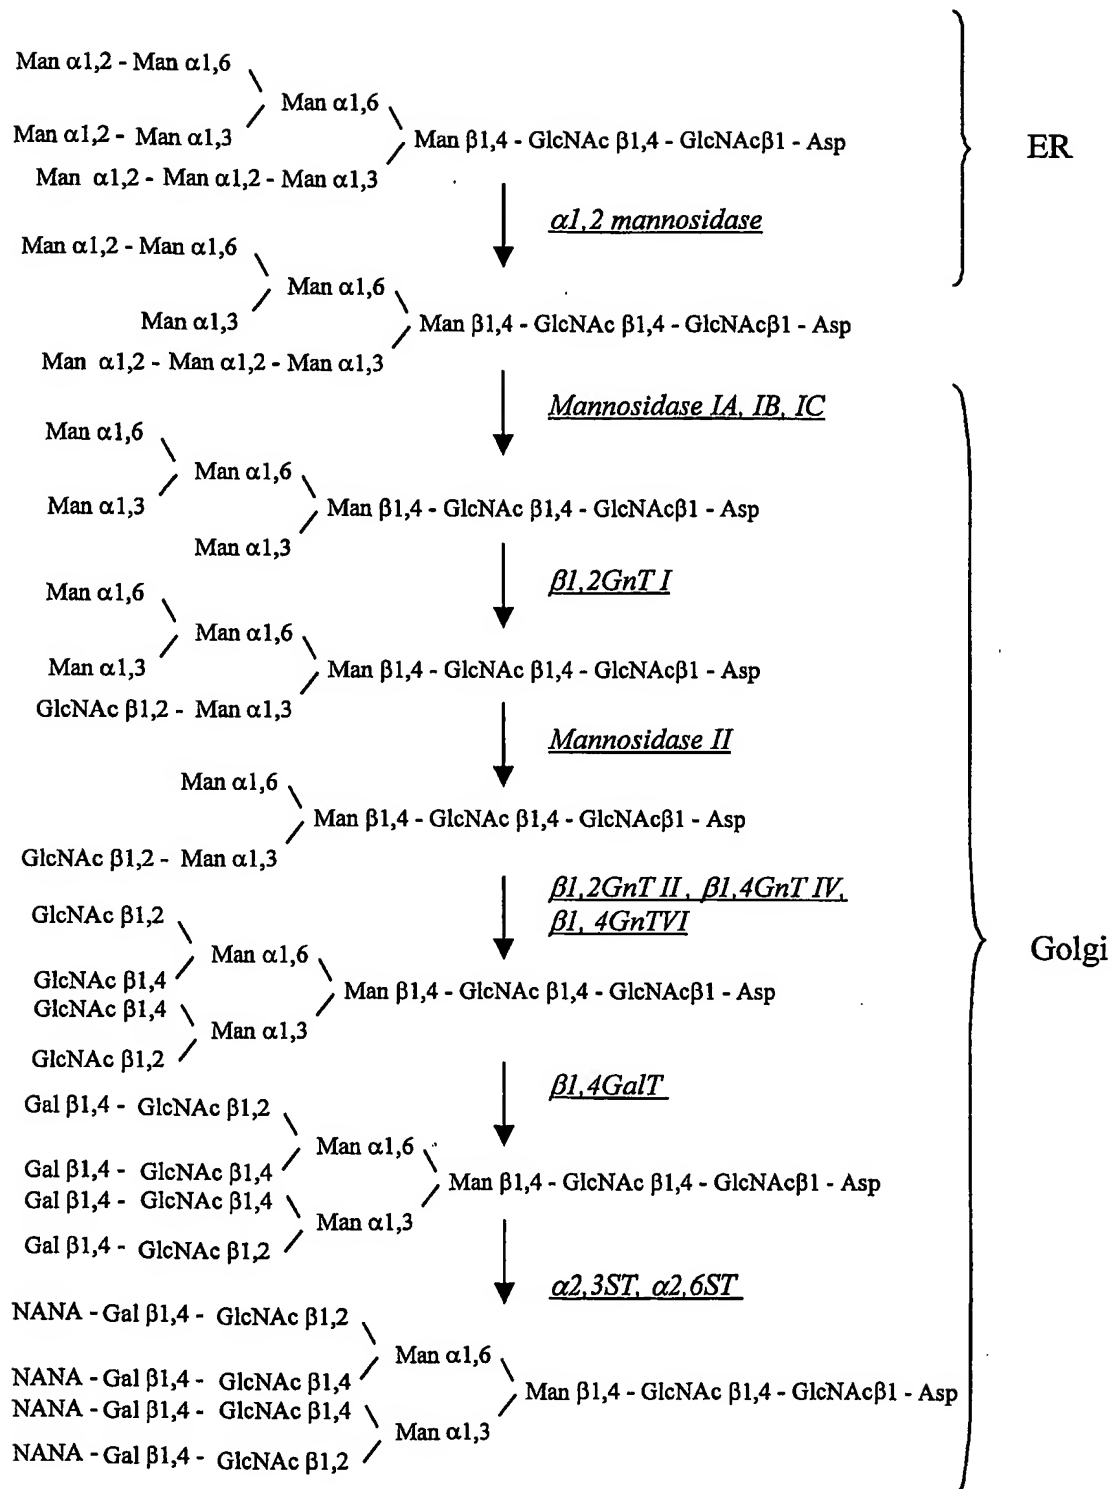 Man α1,2 - Man α1,6
Man α1,6
Man α1,2 - Man α1,3
Man β1,4 - GlcNAc β1,4 - GlcNAcβ1 - Asp
Man α1,2 - Man α1,2 - Man α1,3
ER
α1,2 mannosidase
Man α1,2 - Man α1,6
Man α1,6
Man α1,3
Man β1,4 - GlcNAc β1,4 - GlcNAcβ1 - Asp
Man α1,2 - Man α1,2 - Man α1,3
Mannosidase IA, IB, IC
Man α1,6
Man α1,6
Man α1,3
Man β1,4 - GlcNAc β1,4 - GlcNAcβ1 - Asp
Man α1,3
β1,2GnT I
Man α1,6
Man α1,6
Man α1,3
Man β1,4 - GlcNAc β1,4 - GlcNAcβ1 - Asp
GlcNAc β1,2 - Man α1,3
Mannosidase II
Man α1,6
Man β1,4 - GlcNAc β1,4 - GlcNAcβ1 - Asp
GlcNAc β1,2 - Man α1,3
β1,2GnT II, β1,4GnT IV,
β1, 4GnTVI
GlcNAc β1,2
Man α1,6
GlcNAc β1,4
Man β1,4 - GlcNAc β1,4 - GlcNAcβ1 - Asp
GlcNAc β1,4
Man α1,3
GlcNAc β1,2
Golgi
β1,4GalT
Gal β1,4 - GlcNAc β1,2
Man α1,6
Gal β1,4 - GlcNAc β1,4
Man β1,4 - GlcNAc β1,4 - GlcNAcβ1 - Asp
Gal β1,4 - GlcNAc β1,4
Man α1,3
Gal β1,4 - GlcNAc β1,2
α2,3ST, α2,6ST
NANA - Gal β1,4 - GlcNAc β1,2
Man α1,6
NANA - Gal β1,4 - GlcNAc β1,4
Man β1,4 - GlcNAc β1,4 - GlcNAcβ1 - Asp
NANA - Gal β1,4 - GlcNAc β1,4
Man α1,3
NANA - Gal β1,4 - GlcNAc β1,2